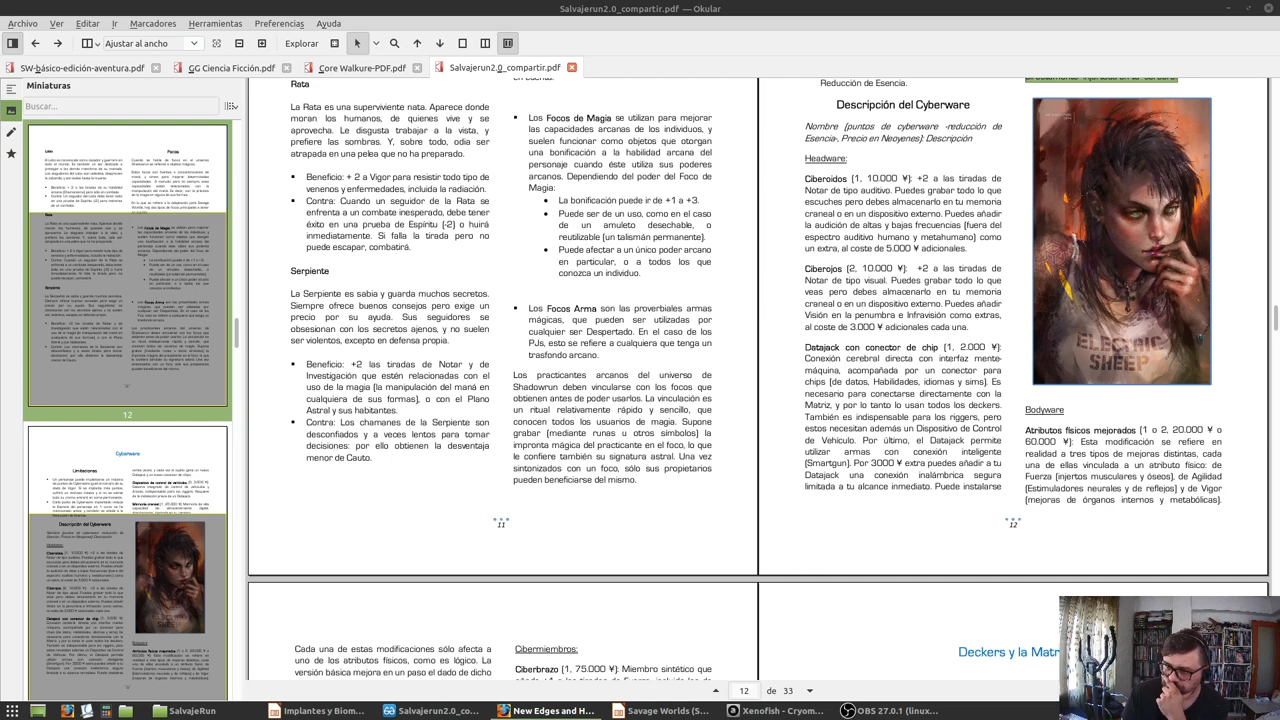 Salvajerun2.0_compartir.pdf — Okular
Archivo Ver Editar Ir Marcadores Herramientas Preferencias Ayuda
Ajustar al ancho
Explorar
SW-básico-edición-aventura.pdf
GG Ciencia Ficción.pdf
Core Walkure-PDF.pdf
Salvajerun2.0_compartir.pdf
Miniaturas
Buscar...
12
Cyberware
Limitaciones
Descripción del Cyberware
Rata
La Rata es una superviviente nata. Aparece donde
moran los humanos, de quienes vive y se
aprovecha. Le disgusta trabajar a la vista, y
prefiere las sombras. Y, sobre todo, odia ser
atrapada en una pelea que no ha preparado.
Beneficio: + 2 a Vigor para resistir todo tipo de
venenos y enfermedades, incluida la radiación.
Contra: Cuando un seguidor de la Rata se
enfrenta a un combate inesperado, debe tener
éxito en una prueba de Espíritu (-2) o huirá
inmediatamente. Si falla la tirada pero no
puede escapar, combatirá.
Serpiente
La Serpiente es sabia y guarda muchos secretos.
Siempre ofrece buenos consejos pero exige un
precio por su ayuda. Sus seguidores se
obsesionan con los secretos ajenos, y no suelen
ser violentos, excepto en defensa propia.
Beneficio: +2 las tiradas de Notar y de
Investigación que estén relacionadas con el
uso de la magia (la manipulación del maná en
cualquiera de sus formas), o con el Plano
Astral y sus habitantes.
Contra: Los chamanes de la Serpiente son
desconfiados y a veces lentos para tomar
decisiones: por ello obtienen la desventaja
menor de Cauto.
Los Focos de Magia se utilizan para mejorar
las capacidades arcanas de los individuos, y
suelen funcionar como objetos que otorgan
una bonificación a la habilidad arcana del
personaje cuando éste utiliza sus poderes
arcanos. Dependiendo del poder del Foco de
Magia:
La bonificación puede ir de +1 a +3.
Puede ser de un uso, como en el caso
de un amuleto desechable, o
reutilizable (un talismán permanente).
Puede afectar a un único poder arcano
en particular, o a todos los que
conozca un individuo.
Los Focos Arma son las proverbiales armas
mágicas, que pueden ser utilizadas por
cualquier ser Despertado. En el caso de los
PJs, esto se refiere a cualquiera que tenga un
trasfondo arcano.
Los practicantes arcanos del universo de
Shadowrun deben vincularse con los focos que
obtienen antes de poder usarlos. La vinculación es
un ritual relativamente rápido y sencillo, que
conocen todos los usuarios de magia. Supone
grabar (mediante runas u otros símbolos) la
impronta mágica del practicante en el foco, lo que
le confiere también su signatura astral. Una vez
sintonizados con un foco, sólo sus propietarios
pueden beneficiarse del mismo.
11
Reducción de Esencia.
Descripción del Cyberware
Nombre (puntos de cyberware -reducción de
Esencia-, Precio en Neoyenes): Descripción
Headware:
Ciberoídos (1, 10.000 ¥): +2 a las tiradas de
Notar de tipo auditivo. Puedes grabar todo lo que
escuches pero debes almacenarlo en tu memoria
craneal o en un dispositivo externo. Puedes añadir
la audición de altas y bajas frecuencias (fuera del
espectro auditivo humano y metahumano) como
un extra, al coste de 5.000 ¥ adicionales.
Ciberojos (2, 10.000 ¥): +2 a las tiradas de
Notar de tipo visual. Puedes grabar todo lo que
veas pero debes almacenarlo en tu memoria
craneal o en un dispositivo externo. Puedes añadir
Visión en la Penumbra e Infravisión como extras,
al coste de 3.000 ¥ adicionales cada una.
Datajack con conector de chip (1, 2.000 ¥):
Conexión cerebral directa con interfaz mente-
máquina, acompañada por un conector para
chips (de datos, Habilidades, idiomas y sims). Es
necesario para conectarse directamente con la
Matriz, y por lo tanto lo usan todos los deckers.
También es indispensable para los riggers, pero
estos necesitan además un Dispositivo de Control
de Vehículo. Por último, el Datajack permite
utilizar armas con conexión inteligente
(Smartgun). Por 3000 ¥ extra puedes añadir a tu
Datajack una conexión inalámbrica segura
limitada a tu alcance inmediato. Puede instalarse
ELECTRIC
SHEEP
Bodyware
Atributos físicos mejorados (1 o 2, 20.000 ¥ o
60.000 ¥): Esta modificación se refiere en
realidad a tres tipos de mejoras distintas, cada
una de ellas vinculada a un atributo físico: de
Fuerza (injertos musculares y óseos), de Agilidad
(Estimuladores neurales y de reflejos) y de Vigor
(mejoras de órganos internos y metabólicas).
12
Cada una de estas modificaciones sólo afecta a
uno de los atributos físicos, como es lógico. La
versión básica mejora en un paso el dado de dicho
Cibermiembros:
Ciberbrazo (1, 75.000 ¥): Miembro sintético que
Deckers y la Matr
12 de 33
SalvajeRun
Implantes y Biom...
Salvajerun2.0_co...
New Edges and H...
Savage Worlds (S...
Xenofish – Cryom...
OBS 27.0.1 (linux...